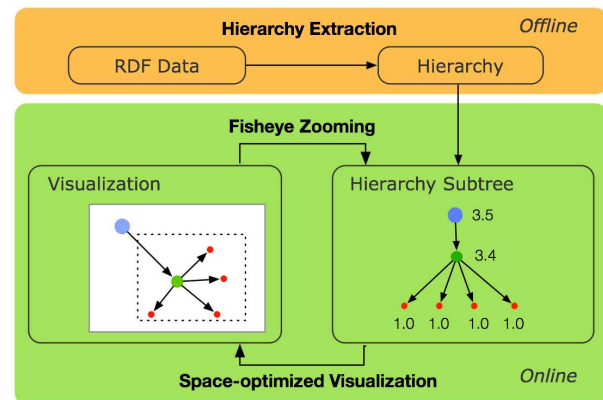 Hierarchy Extraction
Offline
RDF Data
Hierarchy
Fisheye Zooming
Visualization
Hierarchy Subtree
3.5
3.4
1.0 1.0 1.0 1.0
Space-optimized Visualization
Online